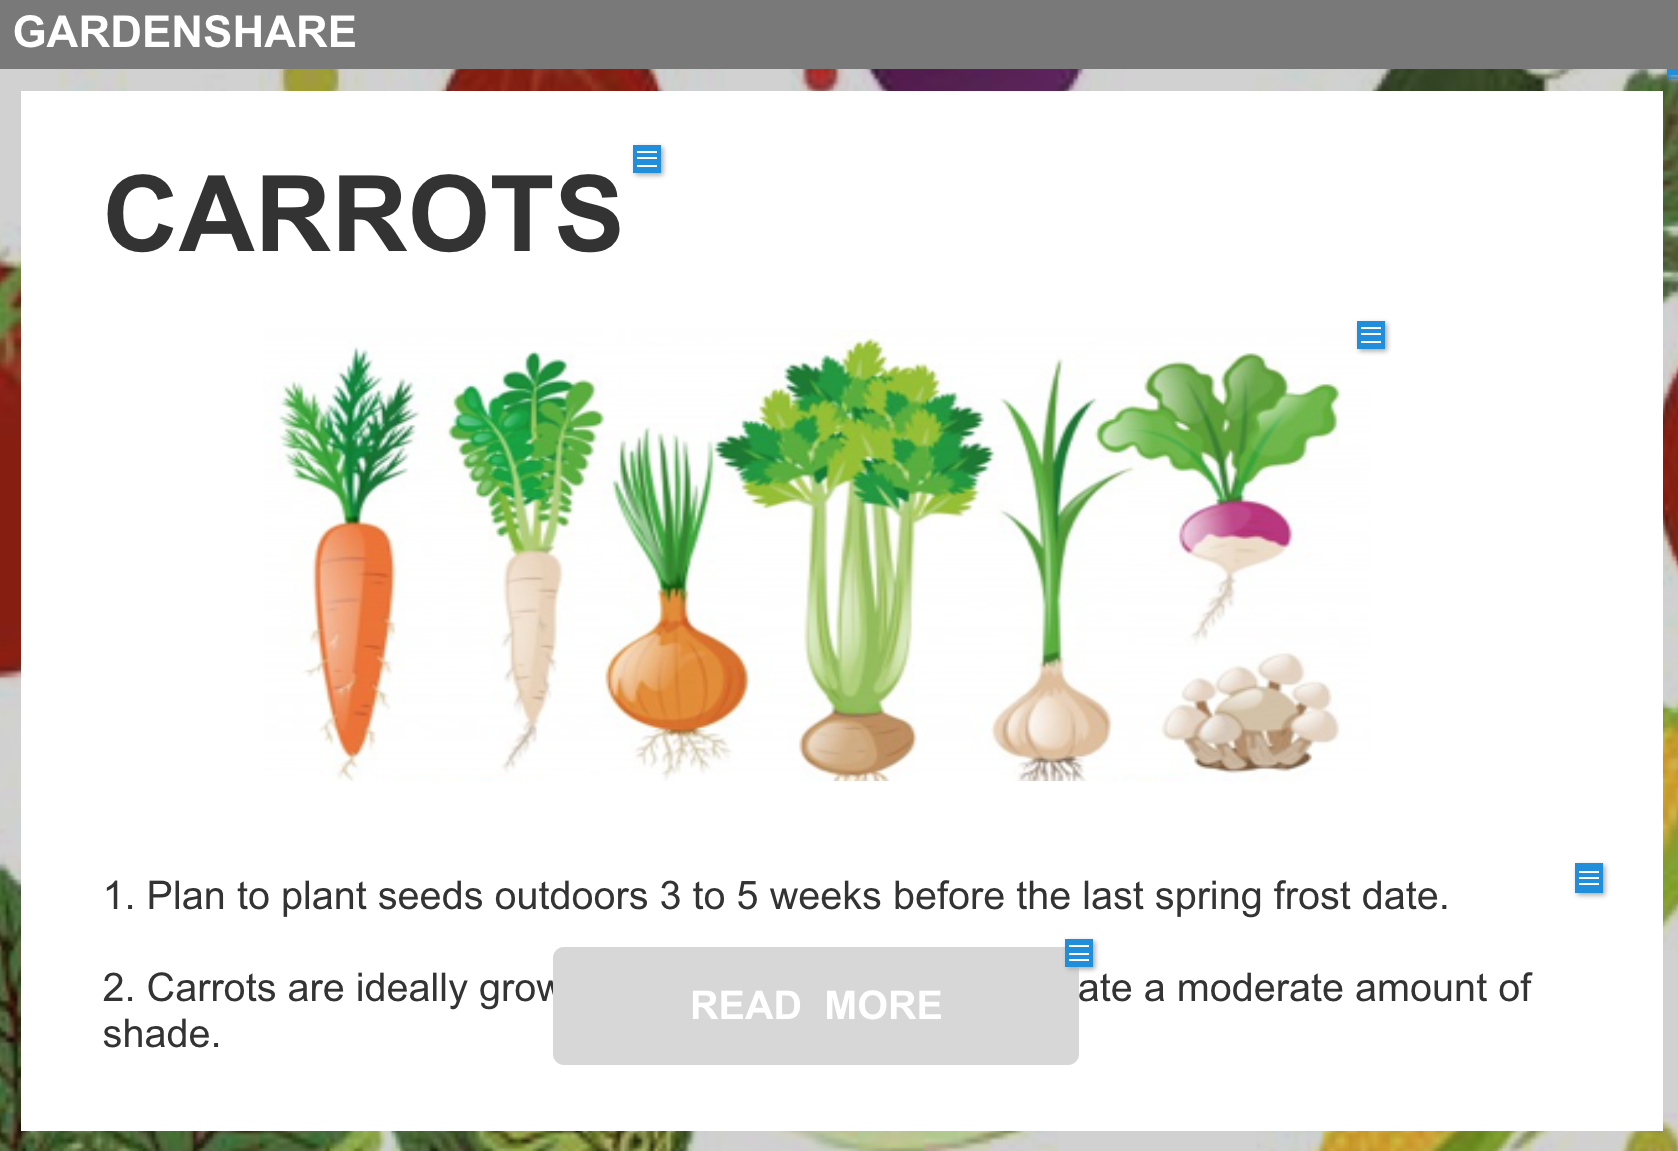 GARDENSHARE
CARROTS
1. Plan to plant seeds outdoors 3 to 5 weeks before the last spring frost date.
2. Carrots are ideally grow ate a moderate amount of
shade.
READ MORE